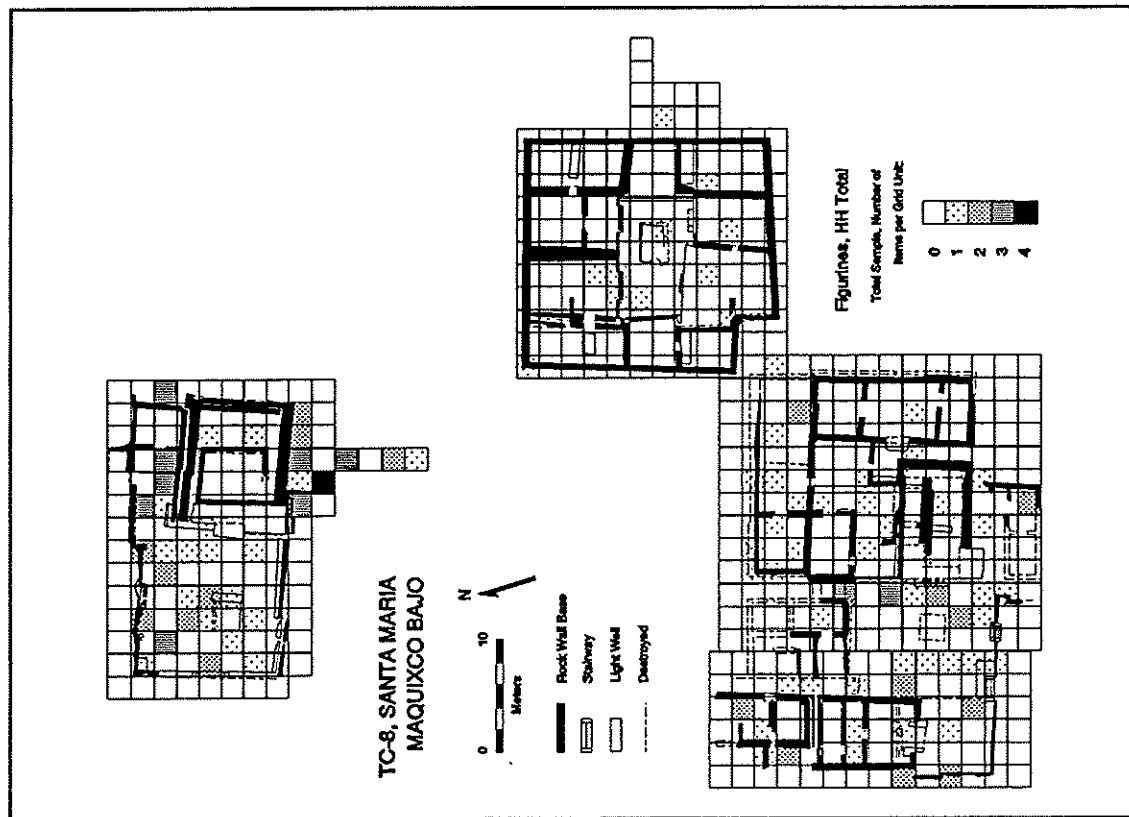 TC-8, SANTA MARIA
MAQUIXCO BAJO
N
0 10
Meters
Rock Wall Base
Stairway
Light Well
Destroyed
Figurines, HH Total
Total Sample, Number of
Items per Grid Unit:
0
1
2
3
4